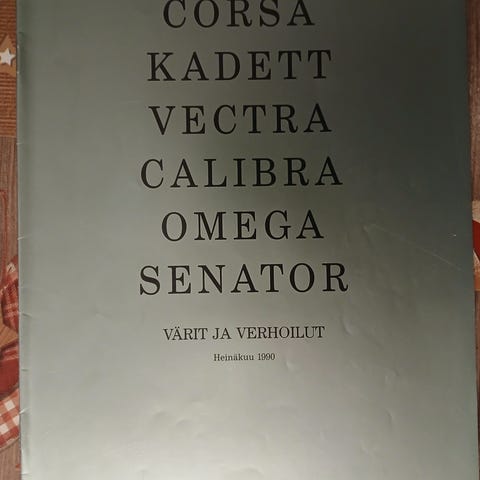 CORSA
KADETT
VECTRA
CALIBRA
OMEGA
SENATOR
VÄRIT JA VERHOILUT
Heinäkuu 1990